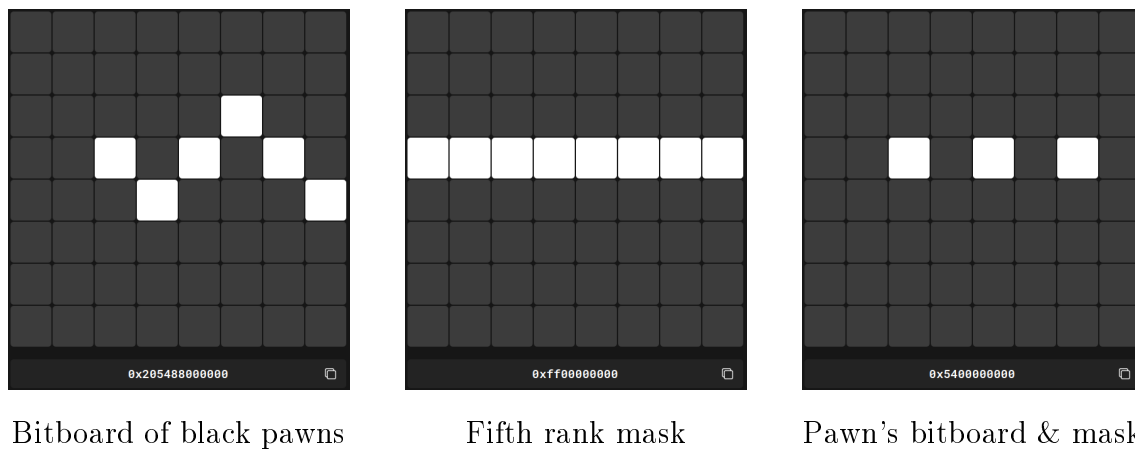 0x205488000000
0xff00000000
0x5400000000
Bitboard of black pawns
Fifth rank mask
Pawn's bitboard & mask